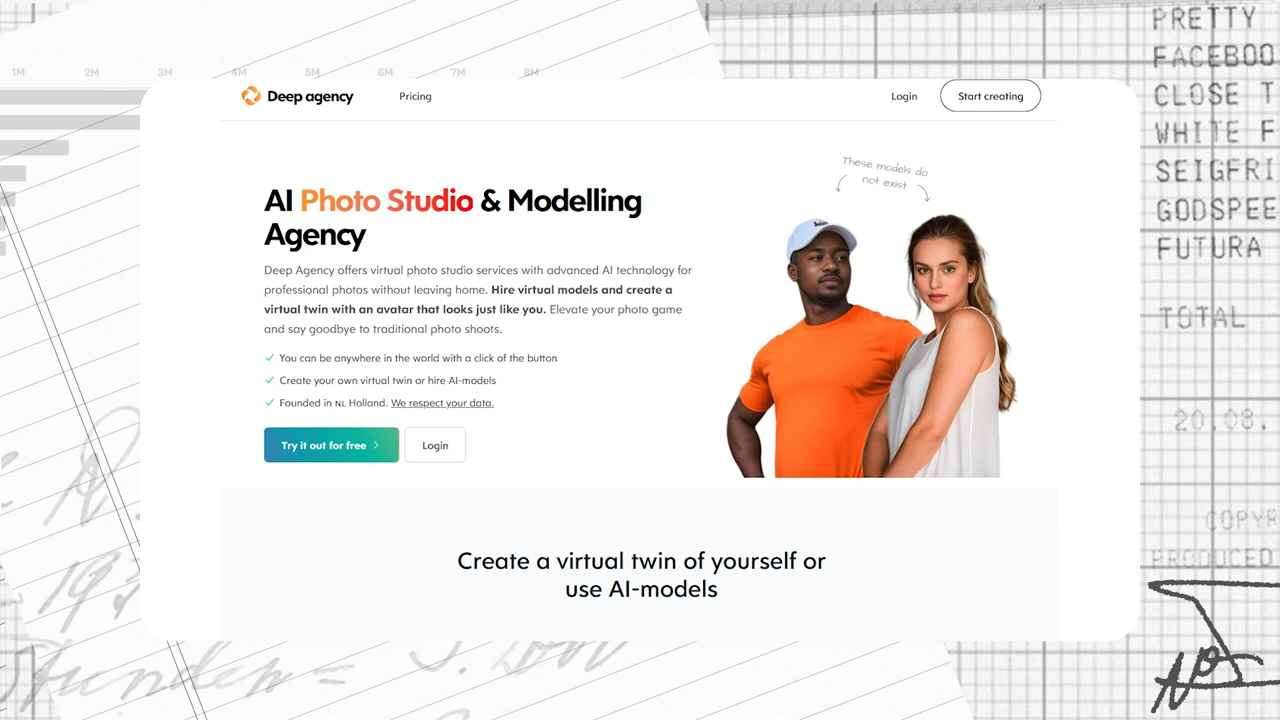 1M 2M 3M 4M 5M 6M 7M 8M
Deep agency
Pricing
Login
Start creating
These models do
not exist
AI Photo Studio & Modelling
Agency
Deep Agency offers virtual photo studio services with advanced AI technology for
professional photos without leaving home. Hire virtual models and create a
virtual twin with an avatar that looks just like you. Elevate your photo game
and say goodbye to traditional photo shoots.
You can be anywhere in the world with a click of the button
Create your own virtual twin or hire AI-models
Founded in NL Holland. We respect your data.
Try it out for free
Login
Create a virtual twin of yourself or
use AI-models
PRETTY
FACEBOO
CLOSE T
WHITE F
SEIGFRI
GODSPEE
FUTURA
TOTAL
20.08.
COPYR
PRODUCED